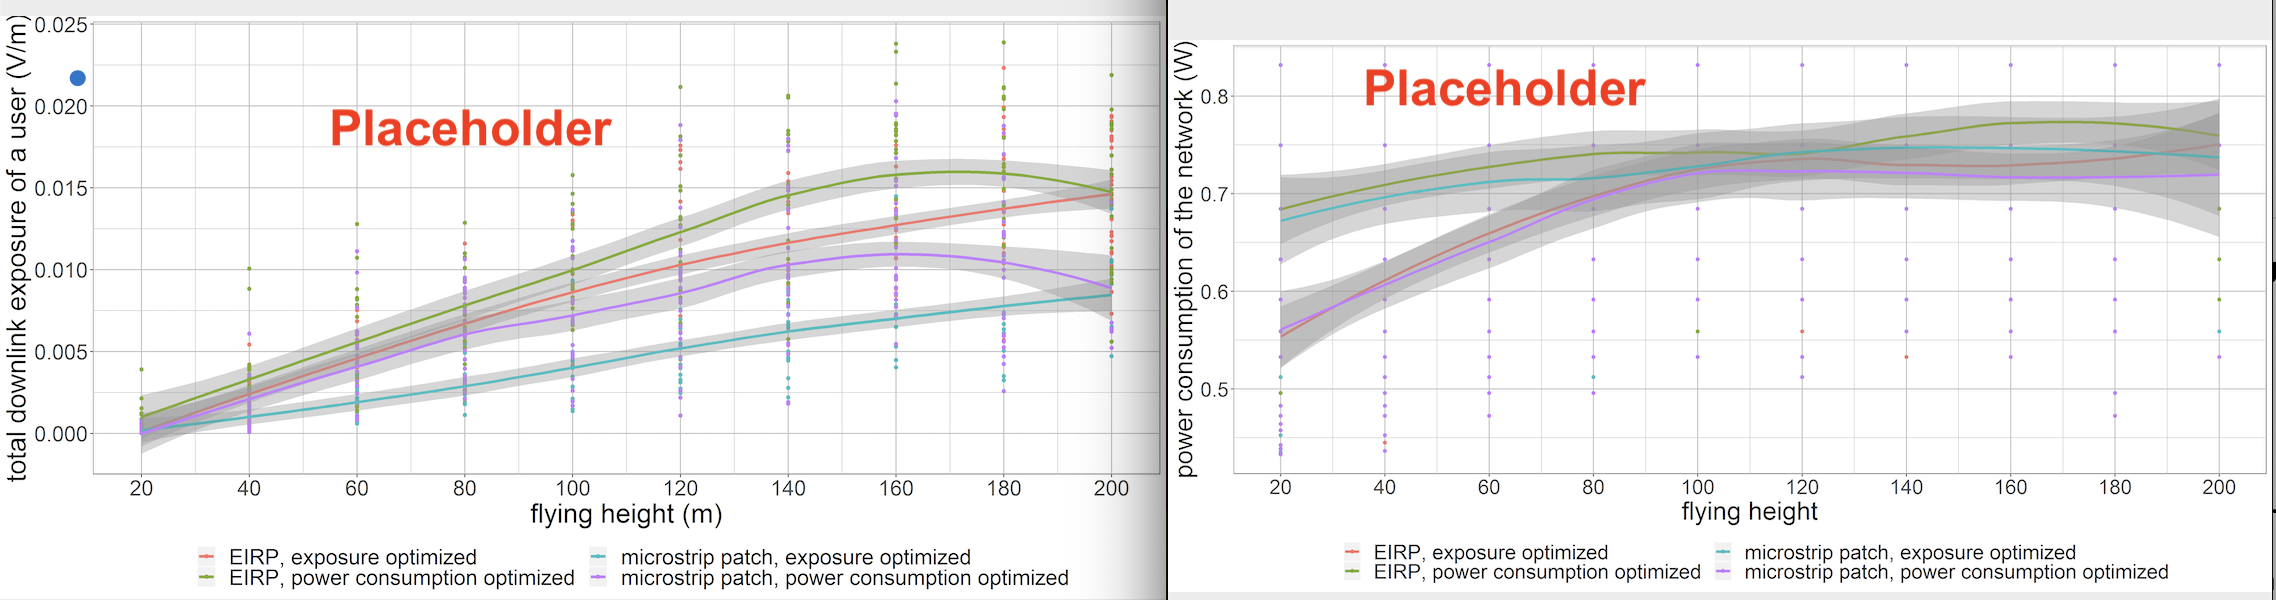 total downlink exposure of a user (V/m)
0.025
0.020
0.015
0.010
0.005
0.000
Placeholder
20 40 60 80 100 120 140 160 180 200
flying height (m)
EIRP, exposure optimized
EIRP, power consumption optimized
microstrip patch, exposure optimized
microstrip patch, power consumption optimized
power consumption of the network (W)
0.8
0.7
0.6
0.5
Placeholder
20 40 60 80 100 120 140 160 180 200
flying height
EIRP, exposure optimized
EIRP, power consumption optimized
microstrip patch, exposure optimized
microstrip patch, power consumption optimized